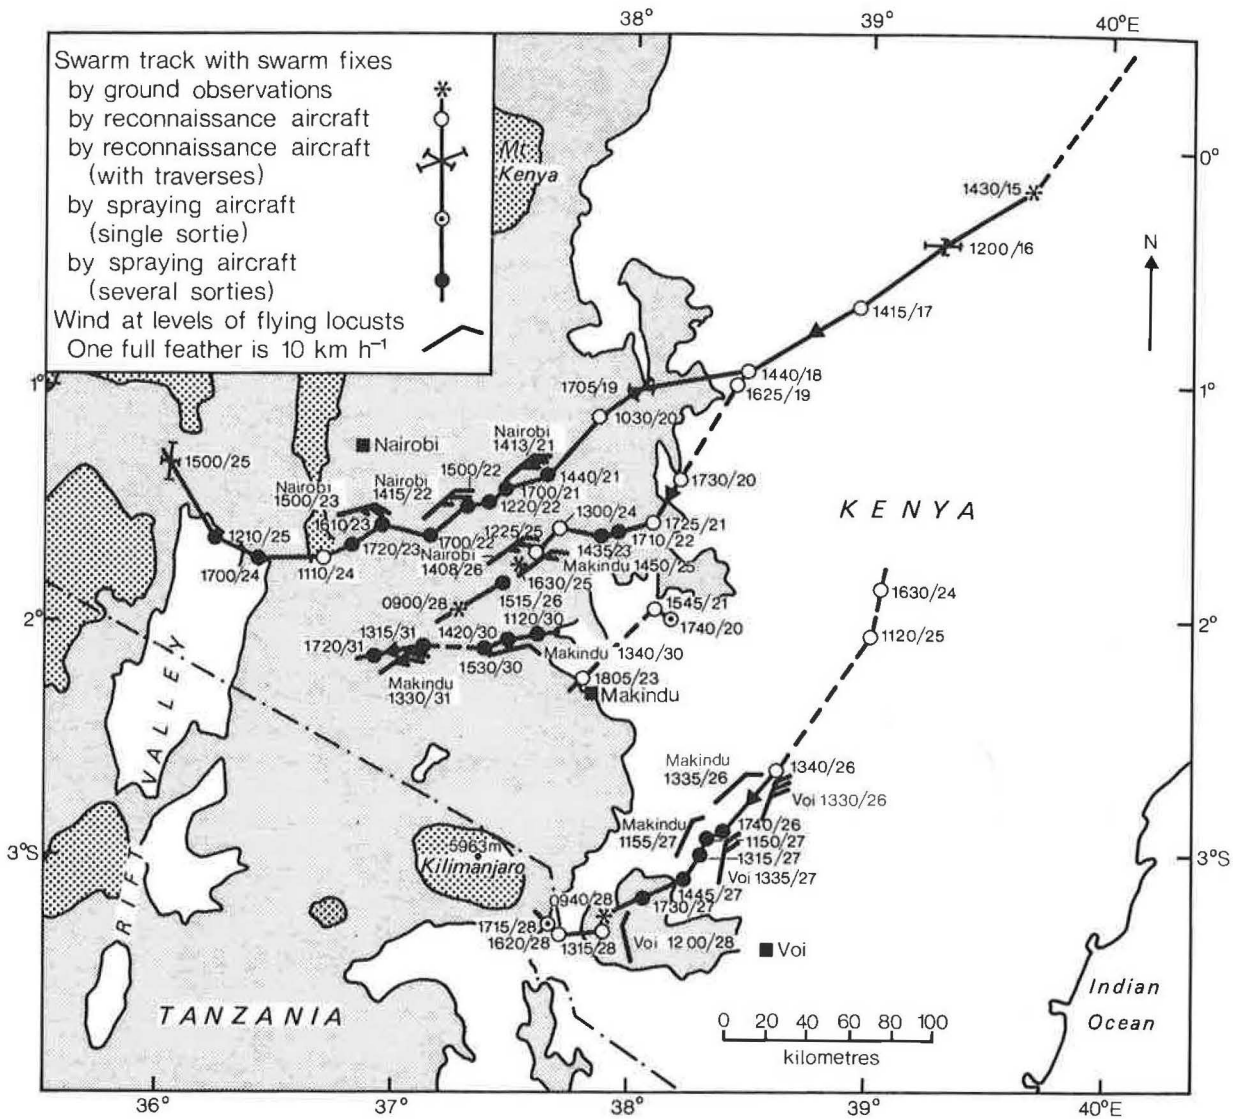 38°
39°
40°E
Swarm track with swarm fixes
by ground observations
by reconnaissance aircraft
by reconnaissance aircraft
(with traverses)
by spraying aircraft
(single sortie)
by spraying aircraft
(several sorties)
Wind at levels of flying locusts
One full feather is 10 km h⁻¹
Mt
Kenya
0°
1430/15
1200/16
N
1415/17
1°
1°
1705/19
1440/18
1625/19
1030/20
Nairobi
Nairobi
1413/21
1500/25
Nairobi
1415/22
1500/22
1440/21
1730/20
Nairobi
1500/23
1700/21
1220/22
1300/24
KENYA
1610/23
1210/25
1720/23
1700/22
1225/25
1435/23
1710/22
1725/21
1700/24
1110/24
Nairobi
1408/26
Makindu 1450/25
1630/25
0900/28
1515/26
1545/21
1630/24
2°
1120/30
1740/20
2°
1720/31
1315/31
1420/30
1120/25
1530/30
Makindu
1340/30
Makindu
1330/31
1805/23
Makindu
Makindu
1335/26
1340/26
Voi 1330/26
Makindu
1155/27
1740/26
1150/27
3°S
5963m
Kilimanjaro
1315/27
3°S
Voi 1335/27
0940/28
1445/27
1730/27
1715/28
1620/28
1315/28
Voi 1200/28
Voi
RIFT VALLEY
TANZANIA
Indian
Ocean
0 20 40 60 80 100
kilometres
36°
37°
38°
39°
40°E